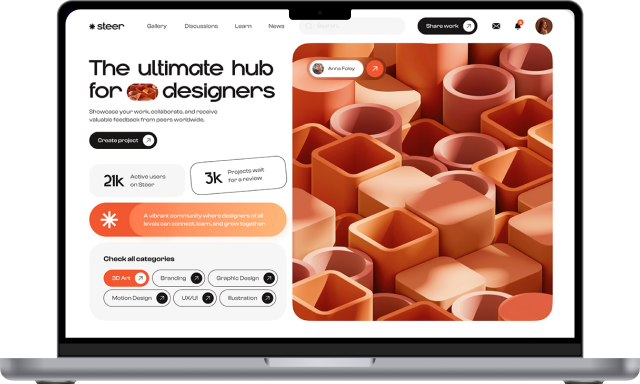 steer
Gallery
Discussions
Learn
News
Share work
The ultimate hub
for designers
Showcase your work, collaborate, and receive
valuable feedback from peers worldwide.
Create project
21k
Active users
on Steer
3k
Projects wait
for a review
A vibrant community where designers of all
levels can connect, learn, and grow together.
Check all categories
3D Art
Branding
Graphic Design
Motion Design
UX/UI
Illustration
Anna Foley